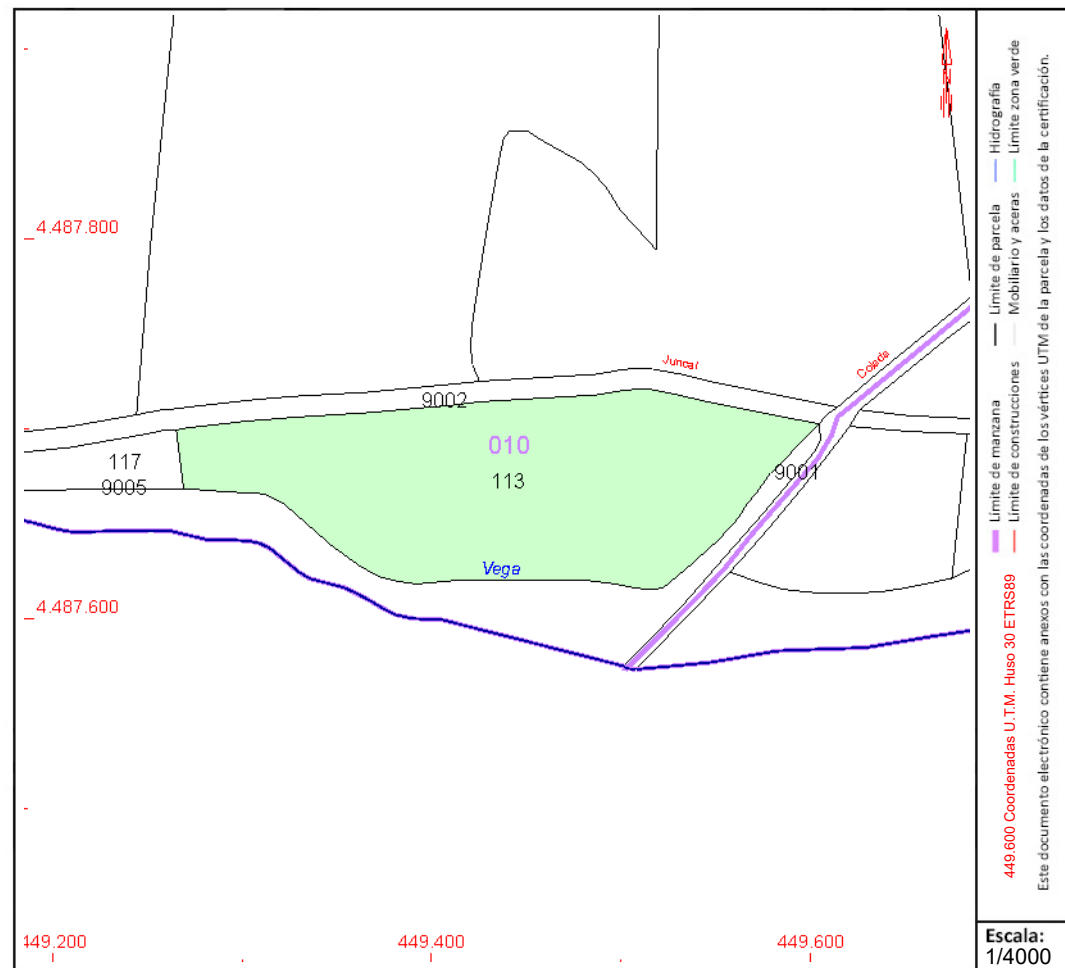 4.487.800
Juncal
Colada
9002
010
9001
117
113
9005
Vega
4.487.600
449.200
449.400
449.600
Límite de manzana
Límite de parcela
Hidrografía
Límite de construcciones
Mobiliario y aceras
Límite zona verde
449.600 Coordenadas U.T.M. Huso 30 ETRS89
Este documento electrónico contiene anexos con las coordenadas de los vértices UTM de la parcela y los datos de la certificación.
Escala:
1/4000